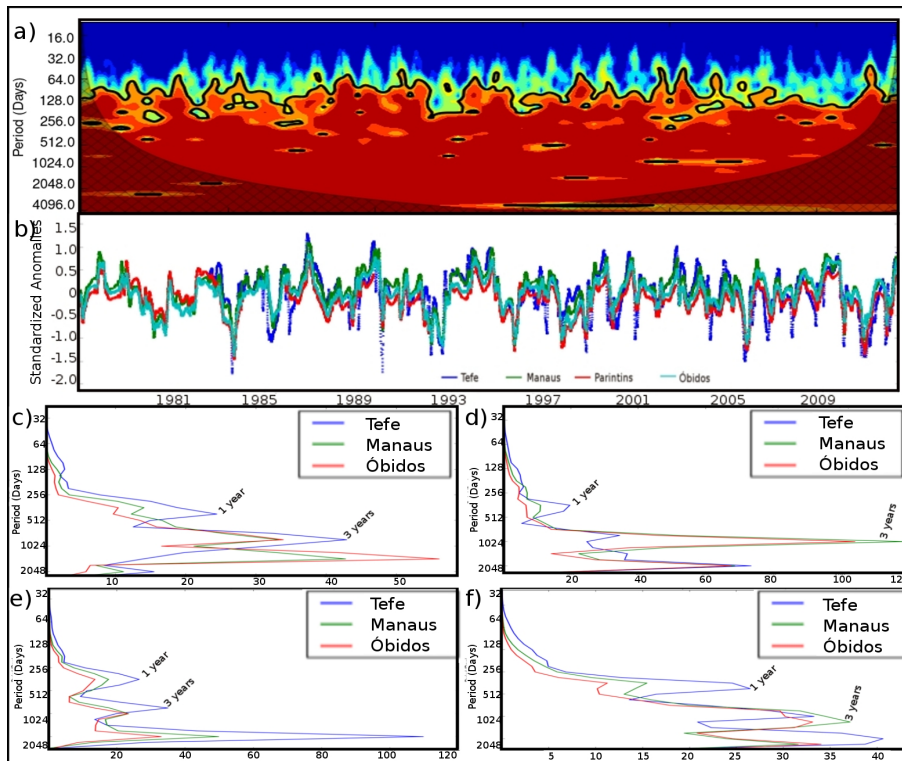 a)
16.0
32.0
64.0
128.0
256.0
512.0
1024.0
2048.0
4096.0
Period (Days)
b)
1.5
1.0
0.5
0.0
-0.5
-1.0
-1.5
-2.0
Standardized Anomalies
Tefe Manaus Parintins Óbidos
1981 1985 1989 1993 1997 2001 2005 2009
c)
32
64
128
256
512
1024
2048
Period (Days)
Tefe
Manaus
Óbidos
1 year
3 years
10 20 30 40 50
d)
32
64
128
256
512
1024
2048
Period (Days)
Tefe
Manaus
Óbidos
1 year
3 years
20 40 60 80 100 120
e)
32
64
128
256
512
1024
2048
Period (Days)
Tefe
Manaus
Óbidos
1 year
3 years
20 40 60 80 100 120
f)
32
64
128
256
512
1024
2048
Period (Days)
Tefe
Manaus
Óbidos
1 year
3 years
5 10 15 20 25 30 35 40